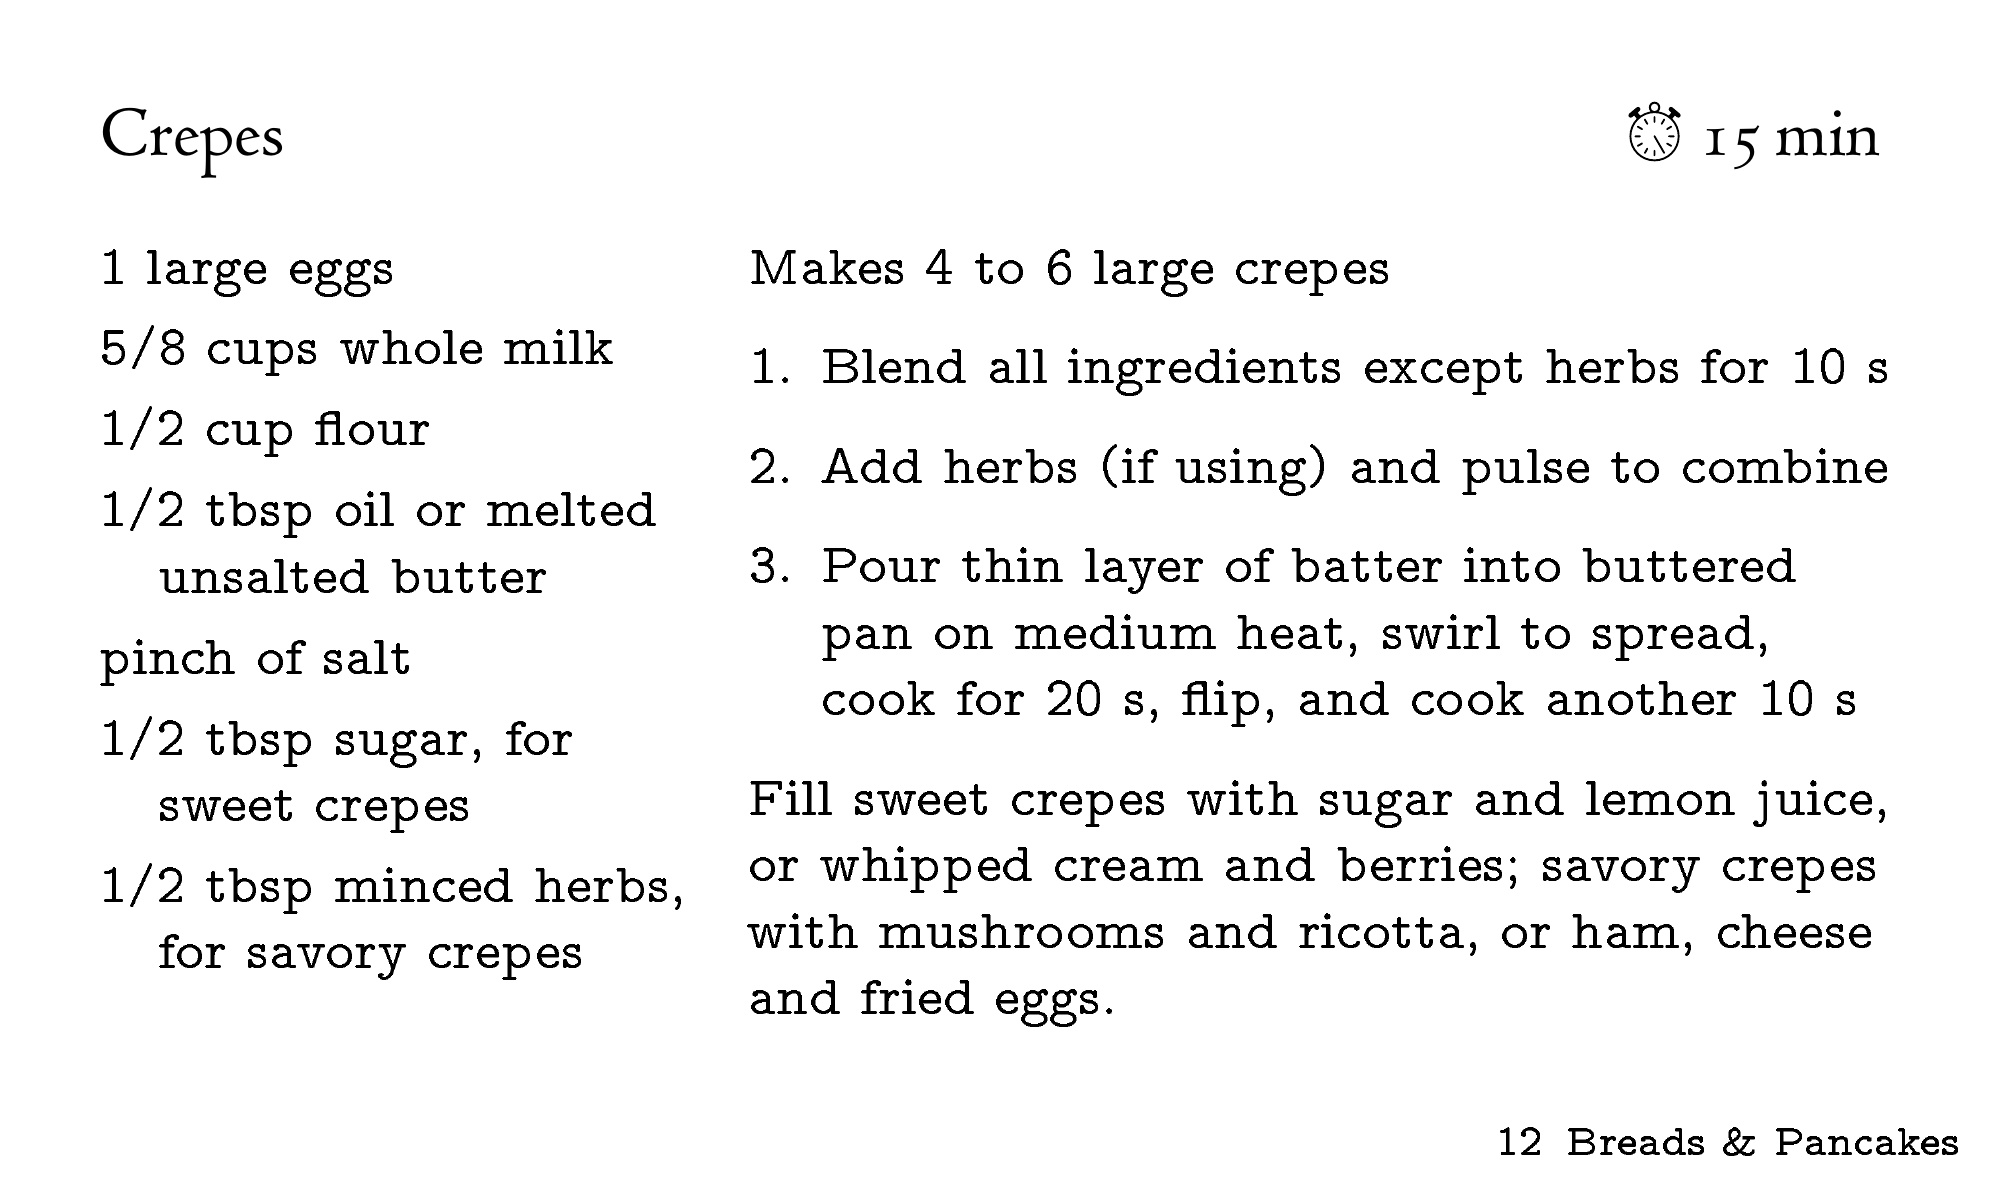 Crepes
15 min
1 large eggs
5/8 cups whole milk
1/2 cup flour
1/2 tbsp oil or melted
unsalted butter
pinch of salt
1/2 tbsp sugar, for
sweet crepes
1/2 tbsp minced herbs,
for savory crepes
Makes 4 to 6 large crepes
1. Blend all ingredients except herbs for 10 s
2. Add herbs (if using) and pulse to combine
3. Pour thin layer of batter into buttered
pan on medium heat, swirl to spread,
cook for 20 s, flip, and cook another 10 s
Fill sweet crepes with sugar and lemon juice,
or whipped cream and berries; savory crepes
with mushrooms and ricotta, or ham, cheese
and fried eggs.
12 Breads & Pancakes